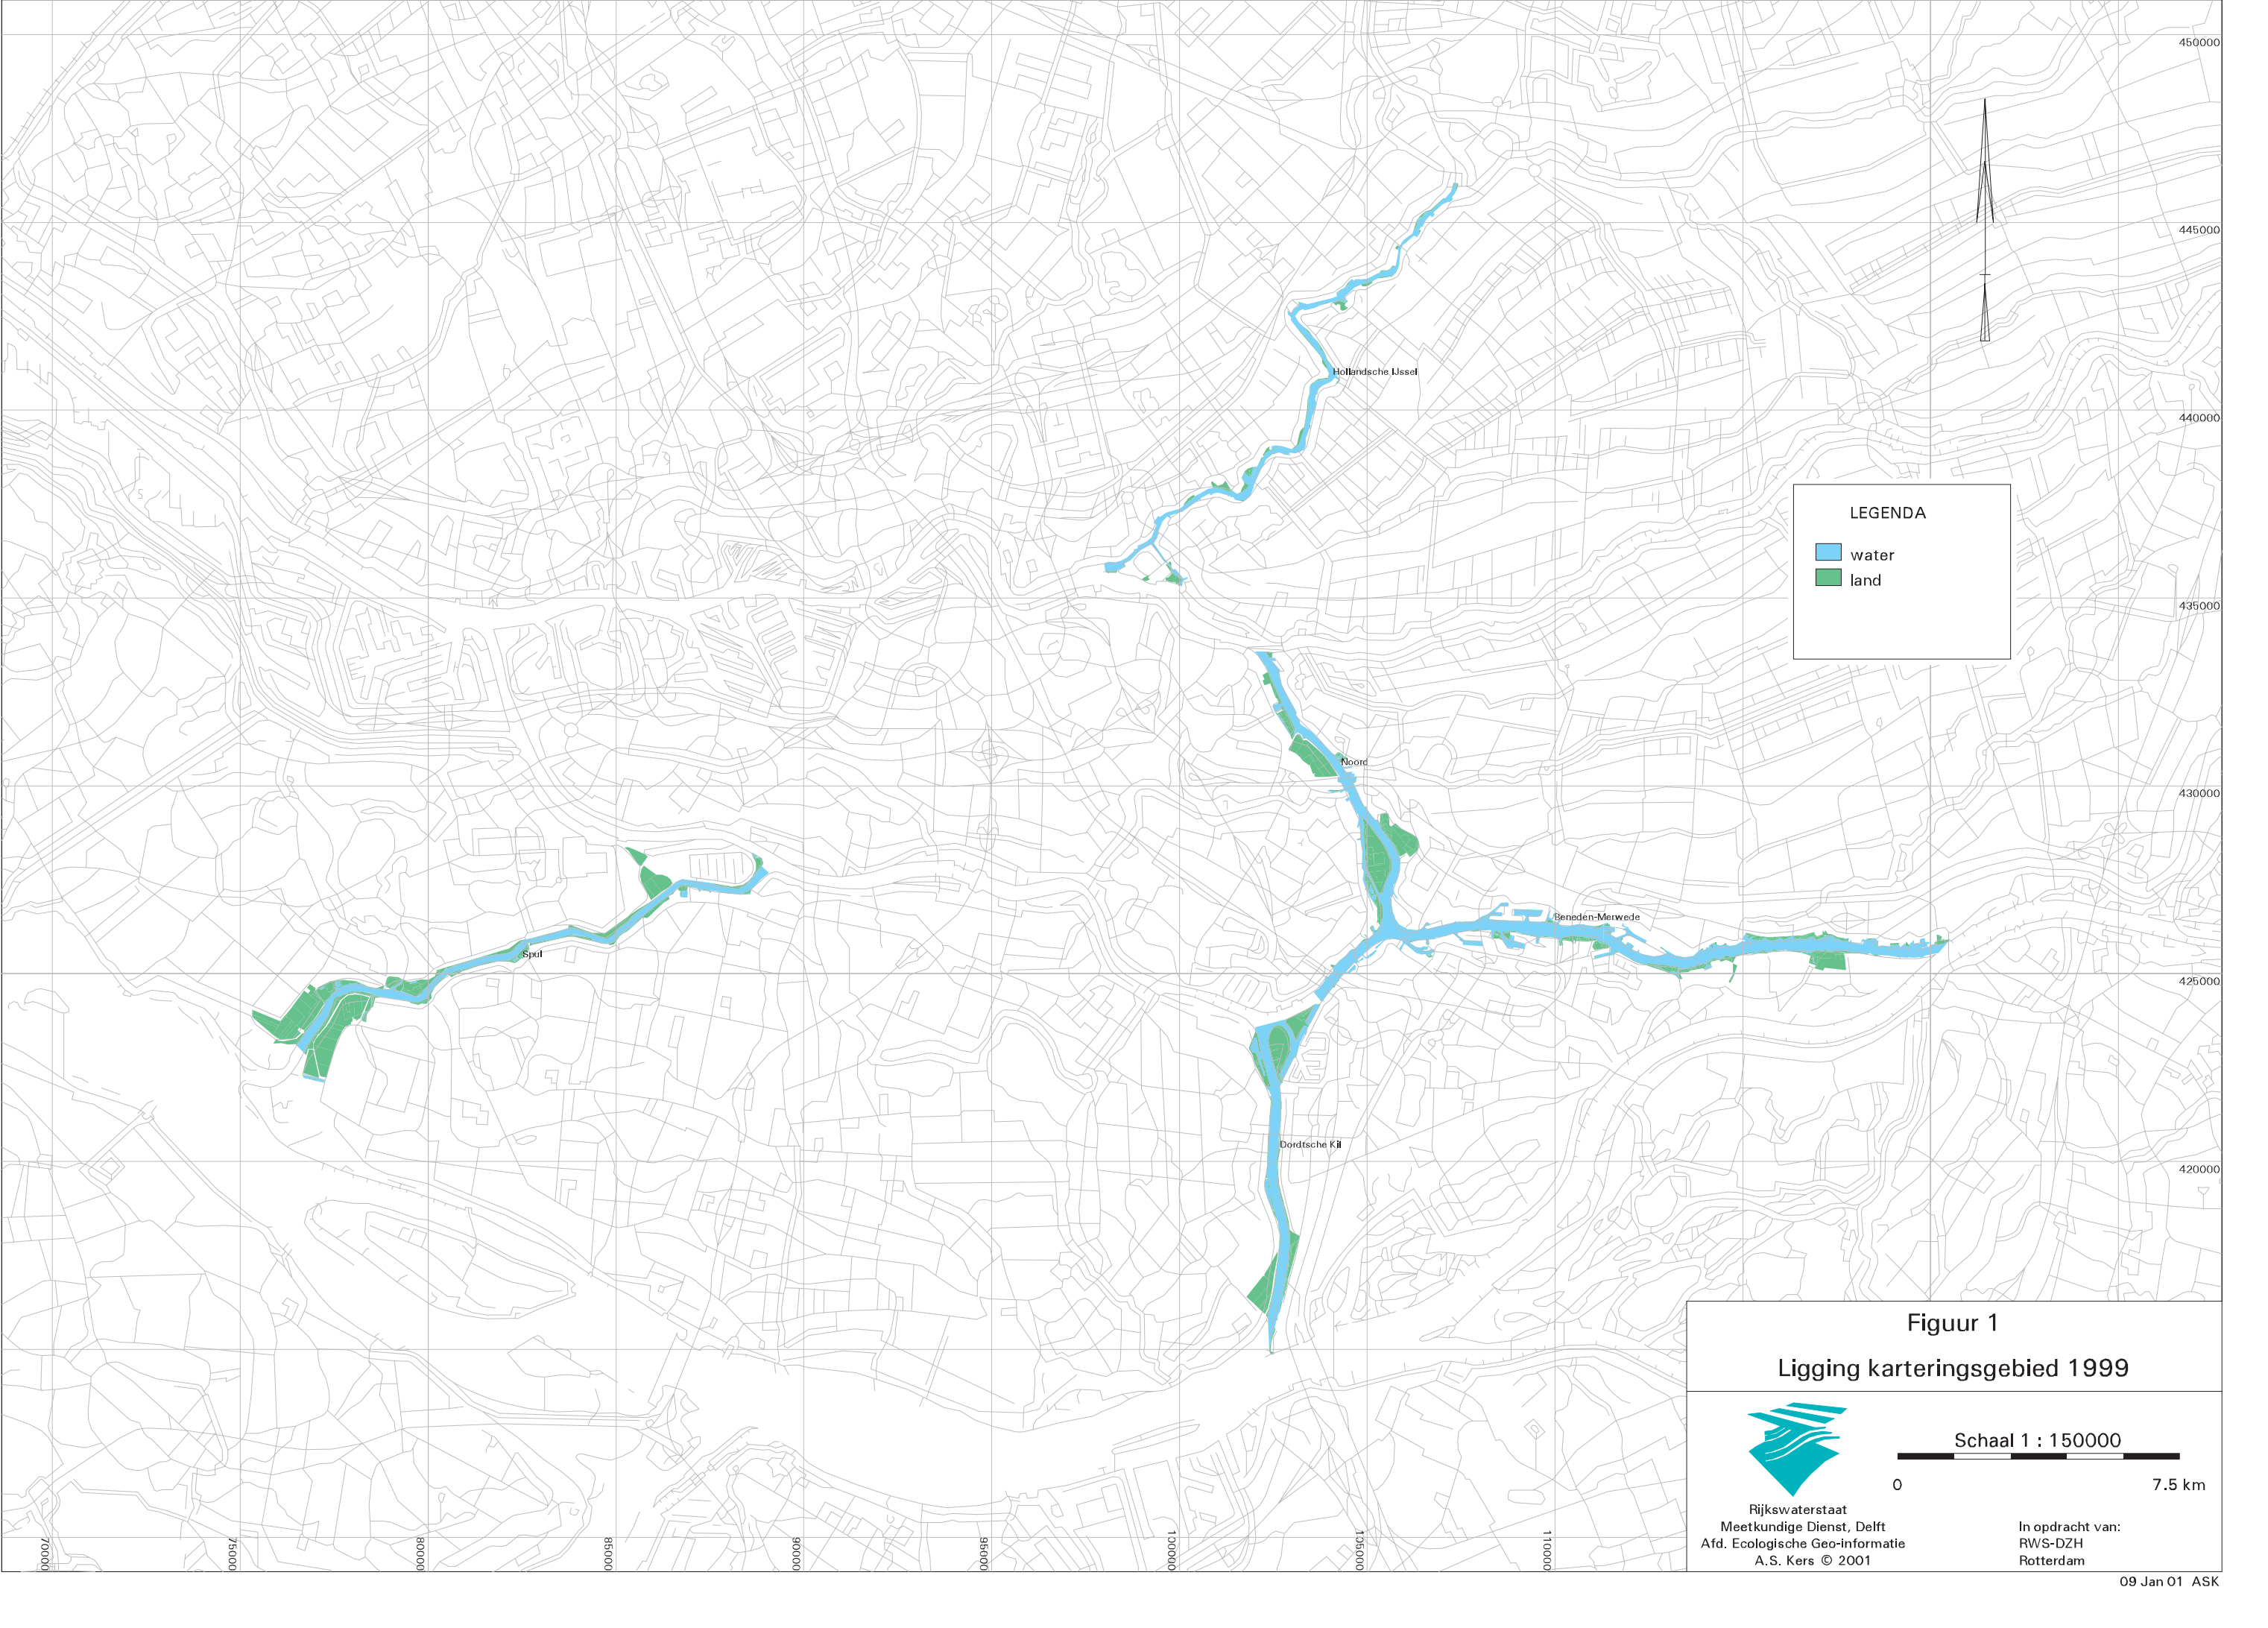 450000
445000
Hollandsche IJssel
440000
LEGENDA
water
land
435000
Noord
430000
Beneden-Merwede
Spui
425000
Dordtsche Kil
420000
Figuur 1
Ligging karteringsgebied 1999
Schaal 1 : 150000
0
7.5 km
Rijkswaterstaat
Meetkundige Dienst, Delft
Afd. Ecologische Geo-informatie
A.S. Kers © 2001
In opdracht van:
RWS-DZH
Rotterdam
70000
75000
80000
85000
90000
95000
100000
105000
110000
09 Jan 01 ASK